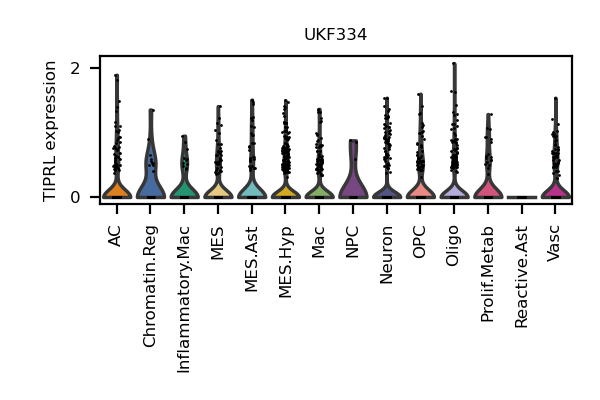 UKF334
TIPRL expression
2
0
AC
Chromatin.Reg
Inflammatory.Mac
MES
MES.Ast
MES.Hyp
Mac
NPC
Neuron
OPC
Oligo
Prolif.Metab
Reactive.Ast
Vasc